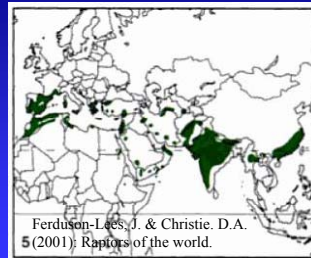 Ferduson-Lees, J. & Christie. D.A.
5 (2001): Raptors of the world.